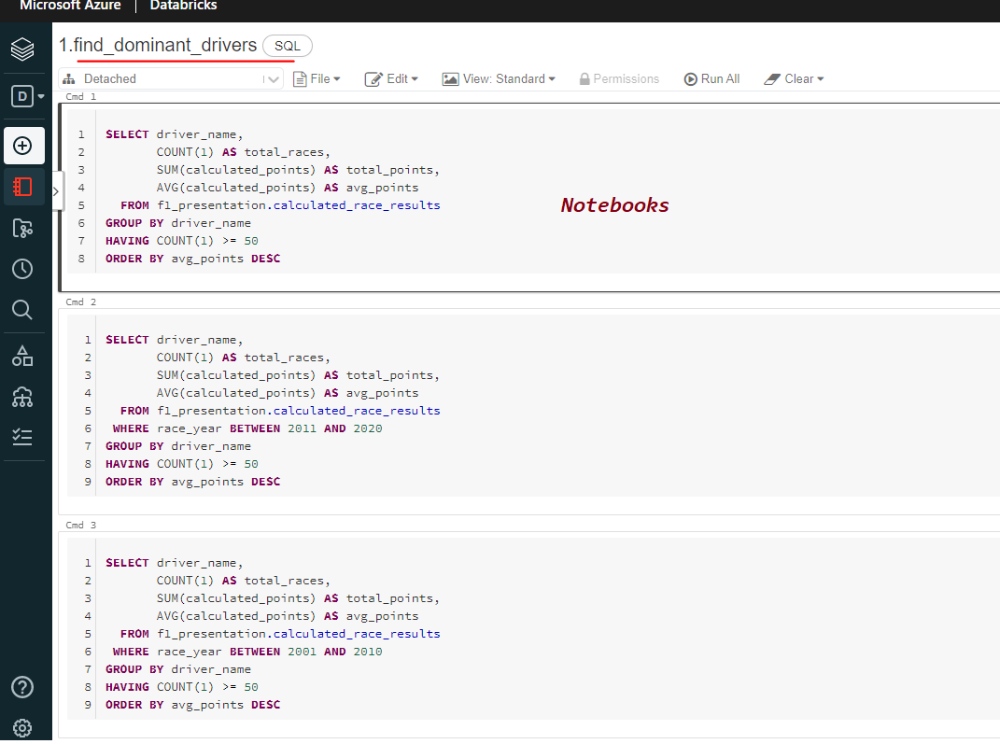 Microsoft Azure | Databricks
1.find_dominant_drivers SQL
D
Detached File Edit View: Standard Permissions Run All Clear
Cmd 1
1 SELECT driver_name,
2 COUNT(1) AS total_races,
3 SUM(calculated_points) AS total_points,
4 AVG(calculated_points) AS avg_points
5 FROM f1_presentation.calculated_race_results
6 GROUP BY driver_name
7 HAVING COUNT(1) >= 50
8 ORDER BY avg_points DESC
Notebooks
Cmd 2
1 SELECT driver_name,
2 COUNT(1) AS total_races,
3 SUM(calculated_points) AS total_points,
4 AVG(calculated_points) AS avg_points
5 FROM f1_presentation.calculated_race_results
6 WHERE race_year BETWEEN 2011 AND 2020
7 GROUP BY driver_name
8 HAVING COUNT(1) >= 50
9 ORDER BY avg_points DESC
Cmd 3
1 SELECT driver_name,
2 COUNT(1) AS total_races,
3 SUM(calculated_points) AS total_points,
4 AVG(calculated_points) AS avg_points
5 FROM f1_presentation.calculated_race_results
6 WHERE race_year BETWEEN 2001 AND 2010
7 GROUP BY driver_name
8 HAVING COUNT(1) >= 50
9 ORDER BY avg_points DESC